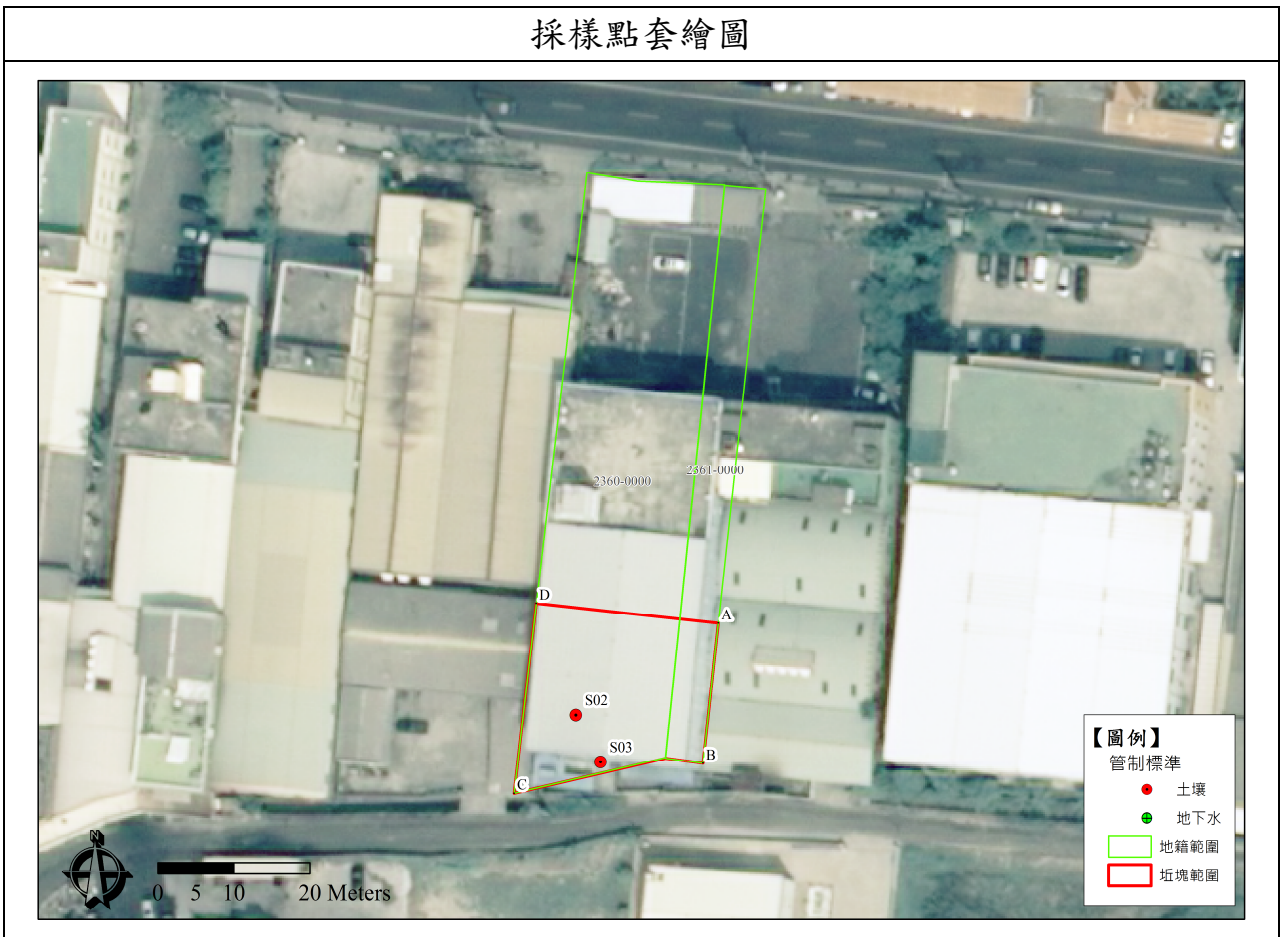 採樣點套繪圖
2360-0000
2361-0000
D
A
S02
S03
B
C
【圖例】
管制標準
土壤
地下水
地籍範圍
坵塊範圍
N
0 5 10 20 Meters